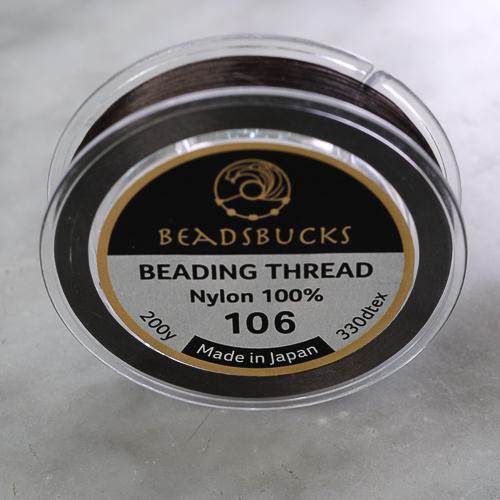 BEADSBUCKS
BEADING THREAD
Nylon 100%
106
200y
330dtex
Made in Japan